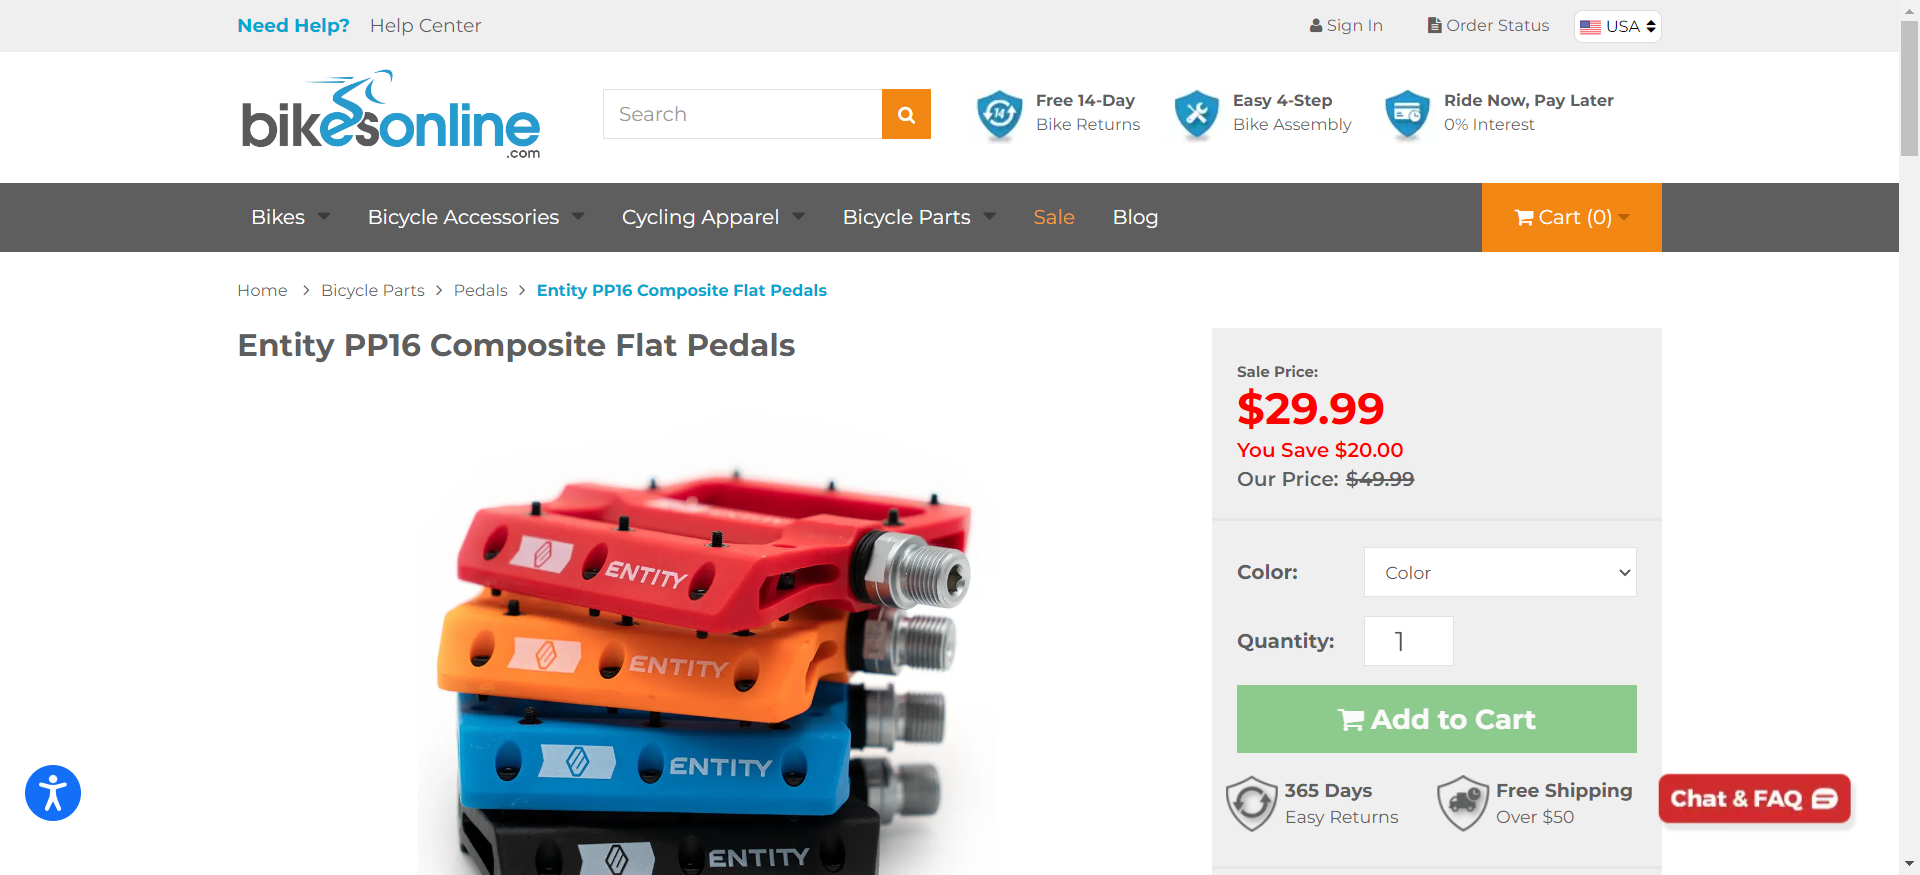 Need Help? Help Center
Sign In Order Status USA
bikesonline
.com
Search
14
Free 14-Day
Bike Returns
Easy 4-Step
Bike Assembly
Ride Now, Pay Later
0% Interest
Bikes Bicycle Accessories Cycling Apparel Bicycle Parts Sale Blog Cart (0)
Home > Bicycle Parts > Pedals > Entity PP16 Composite Flat Pedals
Entity PP16 Composite Flat Pedals
Sale Price:
$29.99
You Save $20.00
Our Price: $49.99
Color: Color
Quantity: 1
Add to Cart
365 Days
Easy Returns
Free Shipping
Over $50
Chat & FAQ
ENTITY
ENTITY
ENTITY
ENTITY